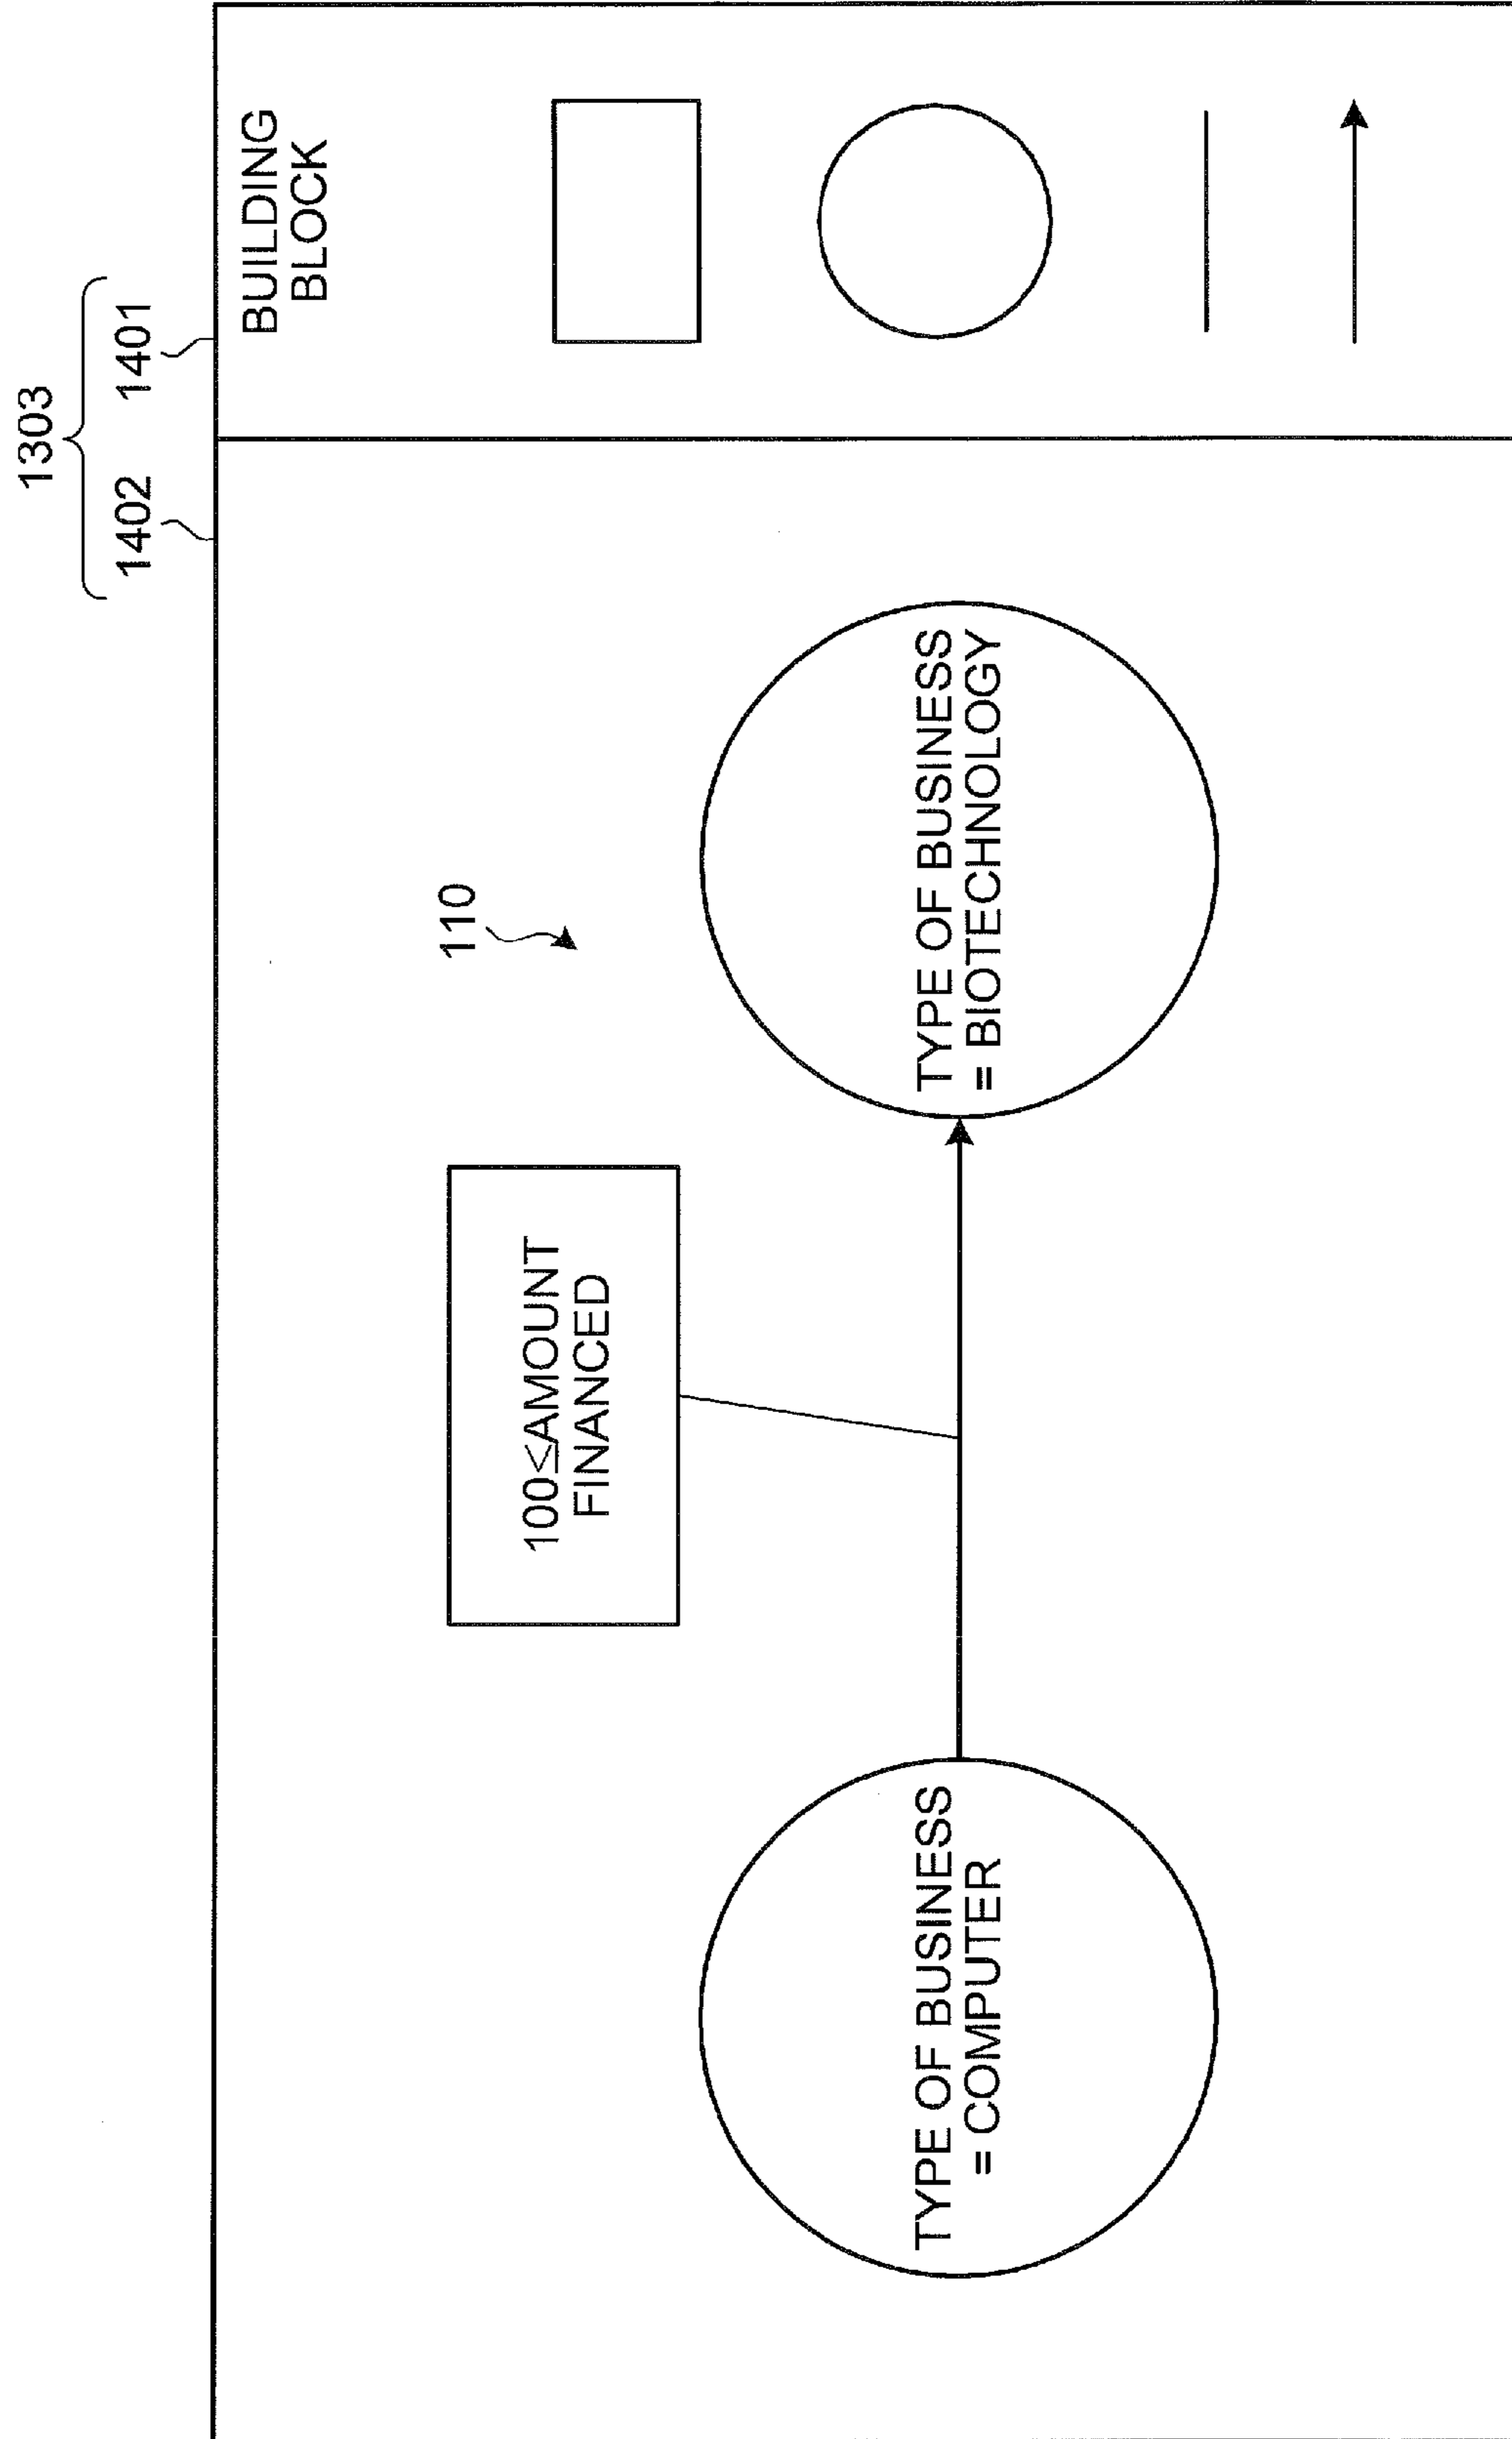 1303
1402
1401
BUILDING
BLOCK
110
100≤AMOUNT
FINANCED
TYPE OF BUSINESS
= COMPUTER
TYPE OF BUSINESS
= BIOTECHNOLOGY